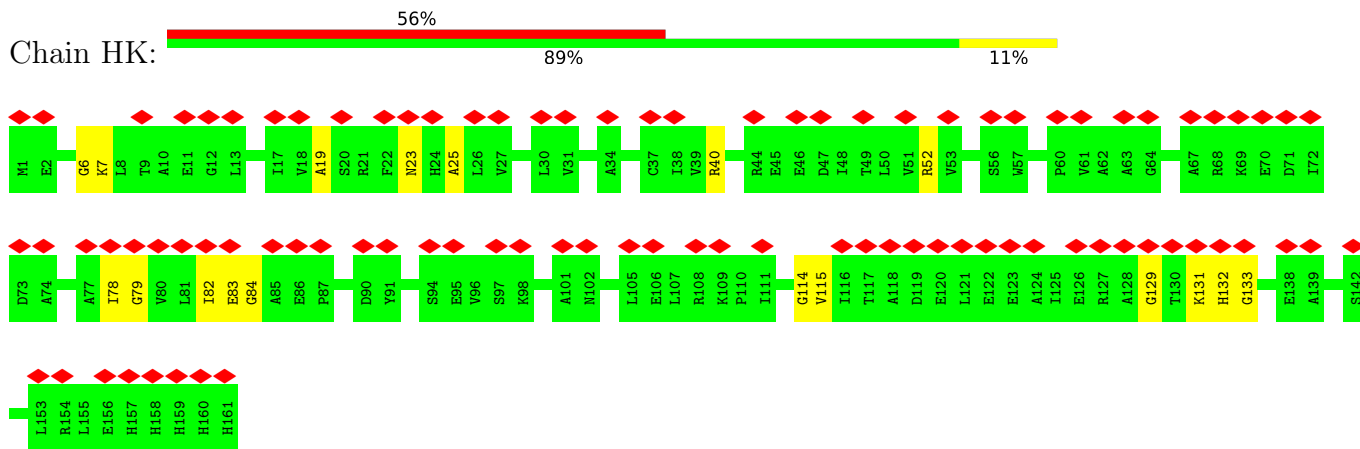 56%
Chain HK:
89% 11%
M1 E2 G6 K7 L8 T9 A10 E11 G12 L13 I17 V18 A19 S20 R21 F22 N23 H24 A25 L26 V27 L30 V31 A34 C37 I38 V39 R40 R44 E45 E46 D47 I48 T49 L50 V51 R52 V53 S56 W57 P60 V61 A62 A63 G64 A67 R68 K69 E70 D71 I72
D73 A74 A77 I78 G79 V80 L81 I82 E83 G84 A85 E86 P87 D90 Y91 S94 E95 V96 S97 K98 A101 N102 L105 E106 L107 R108 K109 P110 I111 G114 V115 I116 T117 A118 D119 E120 L121 E122 E123 A124 I125 E126 R127 A128 G129 T130 K131 H132 G133 E138 A139 S142
L153 R154 L155 E156 H157 H158 H159 H160 H161